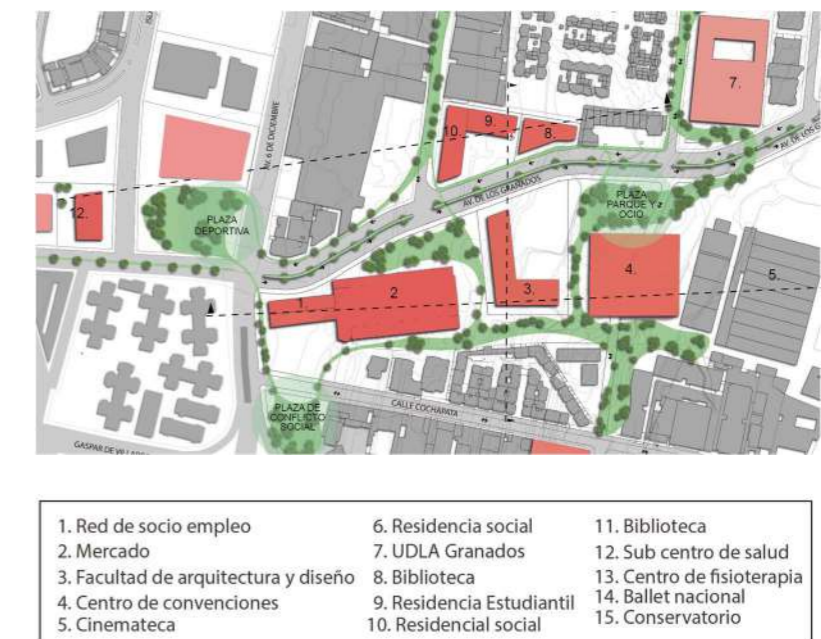 7.
AV. 6 DE DICIEMBRE
9.
10.
8.
AV. DE LOS
12.
PLAZA
DEPORTIVA
AV. DE LOS GRANADOS
PLAZA
PARQUE Y
OCIO
4.
5.
1.
2
3.
PLAZA DE
CONFLICTO
SOCIAL
CALLE COCHAPATA
GASPAR DE
1. Red de socio empleo
2. Mercado
3. Facultad de arquitectura y diseño
4. Centro de convenciones
5. Cinemateca
6. Residencia social
7. UDLA Granados
8. Biblioteca
9. Residencia Estudiantil
10. Residencial social
11. Biblioteca
12. Sub centro de salud
13. Centro de fisioterapia
14. Ballet nacional
15. Conservatorio